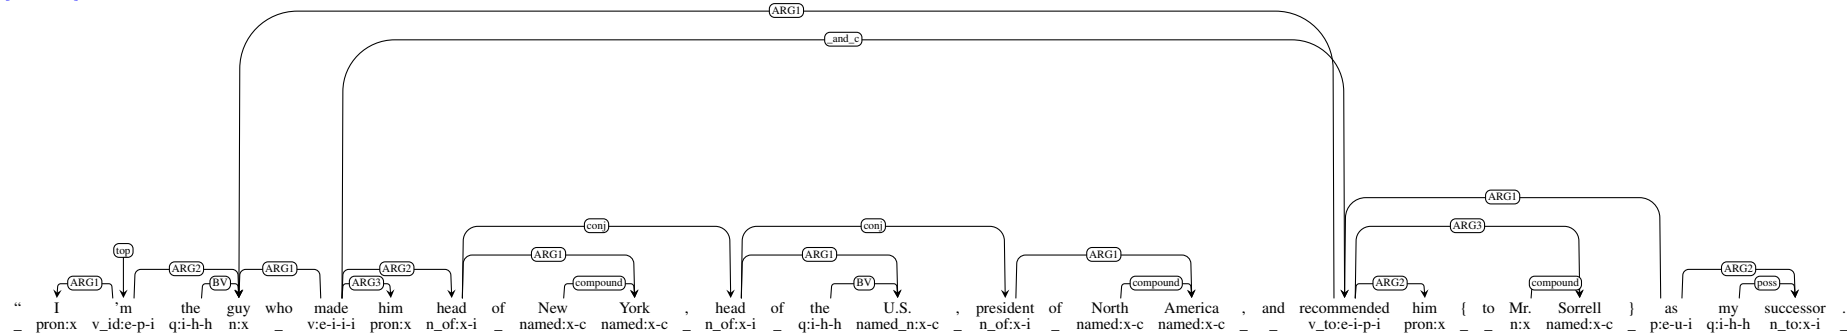 ARG1
_and_c
ARG1
conj conj ARG3
top ARG1 ARG1 ARG1
ARG2 ARG1 ARG2 ARG2
ARG1 BV ARG3 compound BV compound ARG2 compound poss
“ I 'm the guy who made him head of New York , head of the U.S. , president of North America , and recommended him { to Mr. Sorrell } as my successor
_ pron:x v_id:e-p-i q:i-h-h n:x _ v:e-i-i-i pron:x n_of:x-i _ named:x-c named:x-c _ n_of:x-i _ q:i-h-h named_n:x-c _ n_of:x-i _ named:x-c named:x-c _ _ v_to:e-i-p-i pron:x _ _ n:x named:x-c _ p:e-u-i q:i-h-h n_to:x-i _